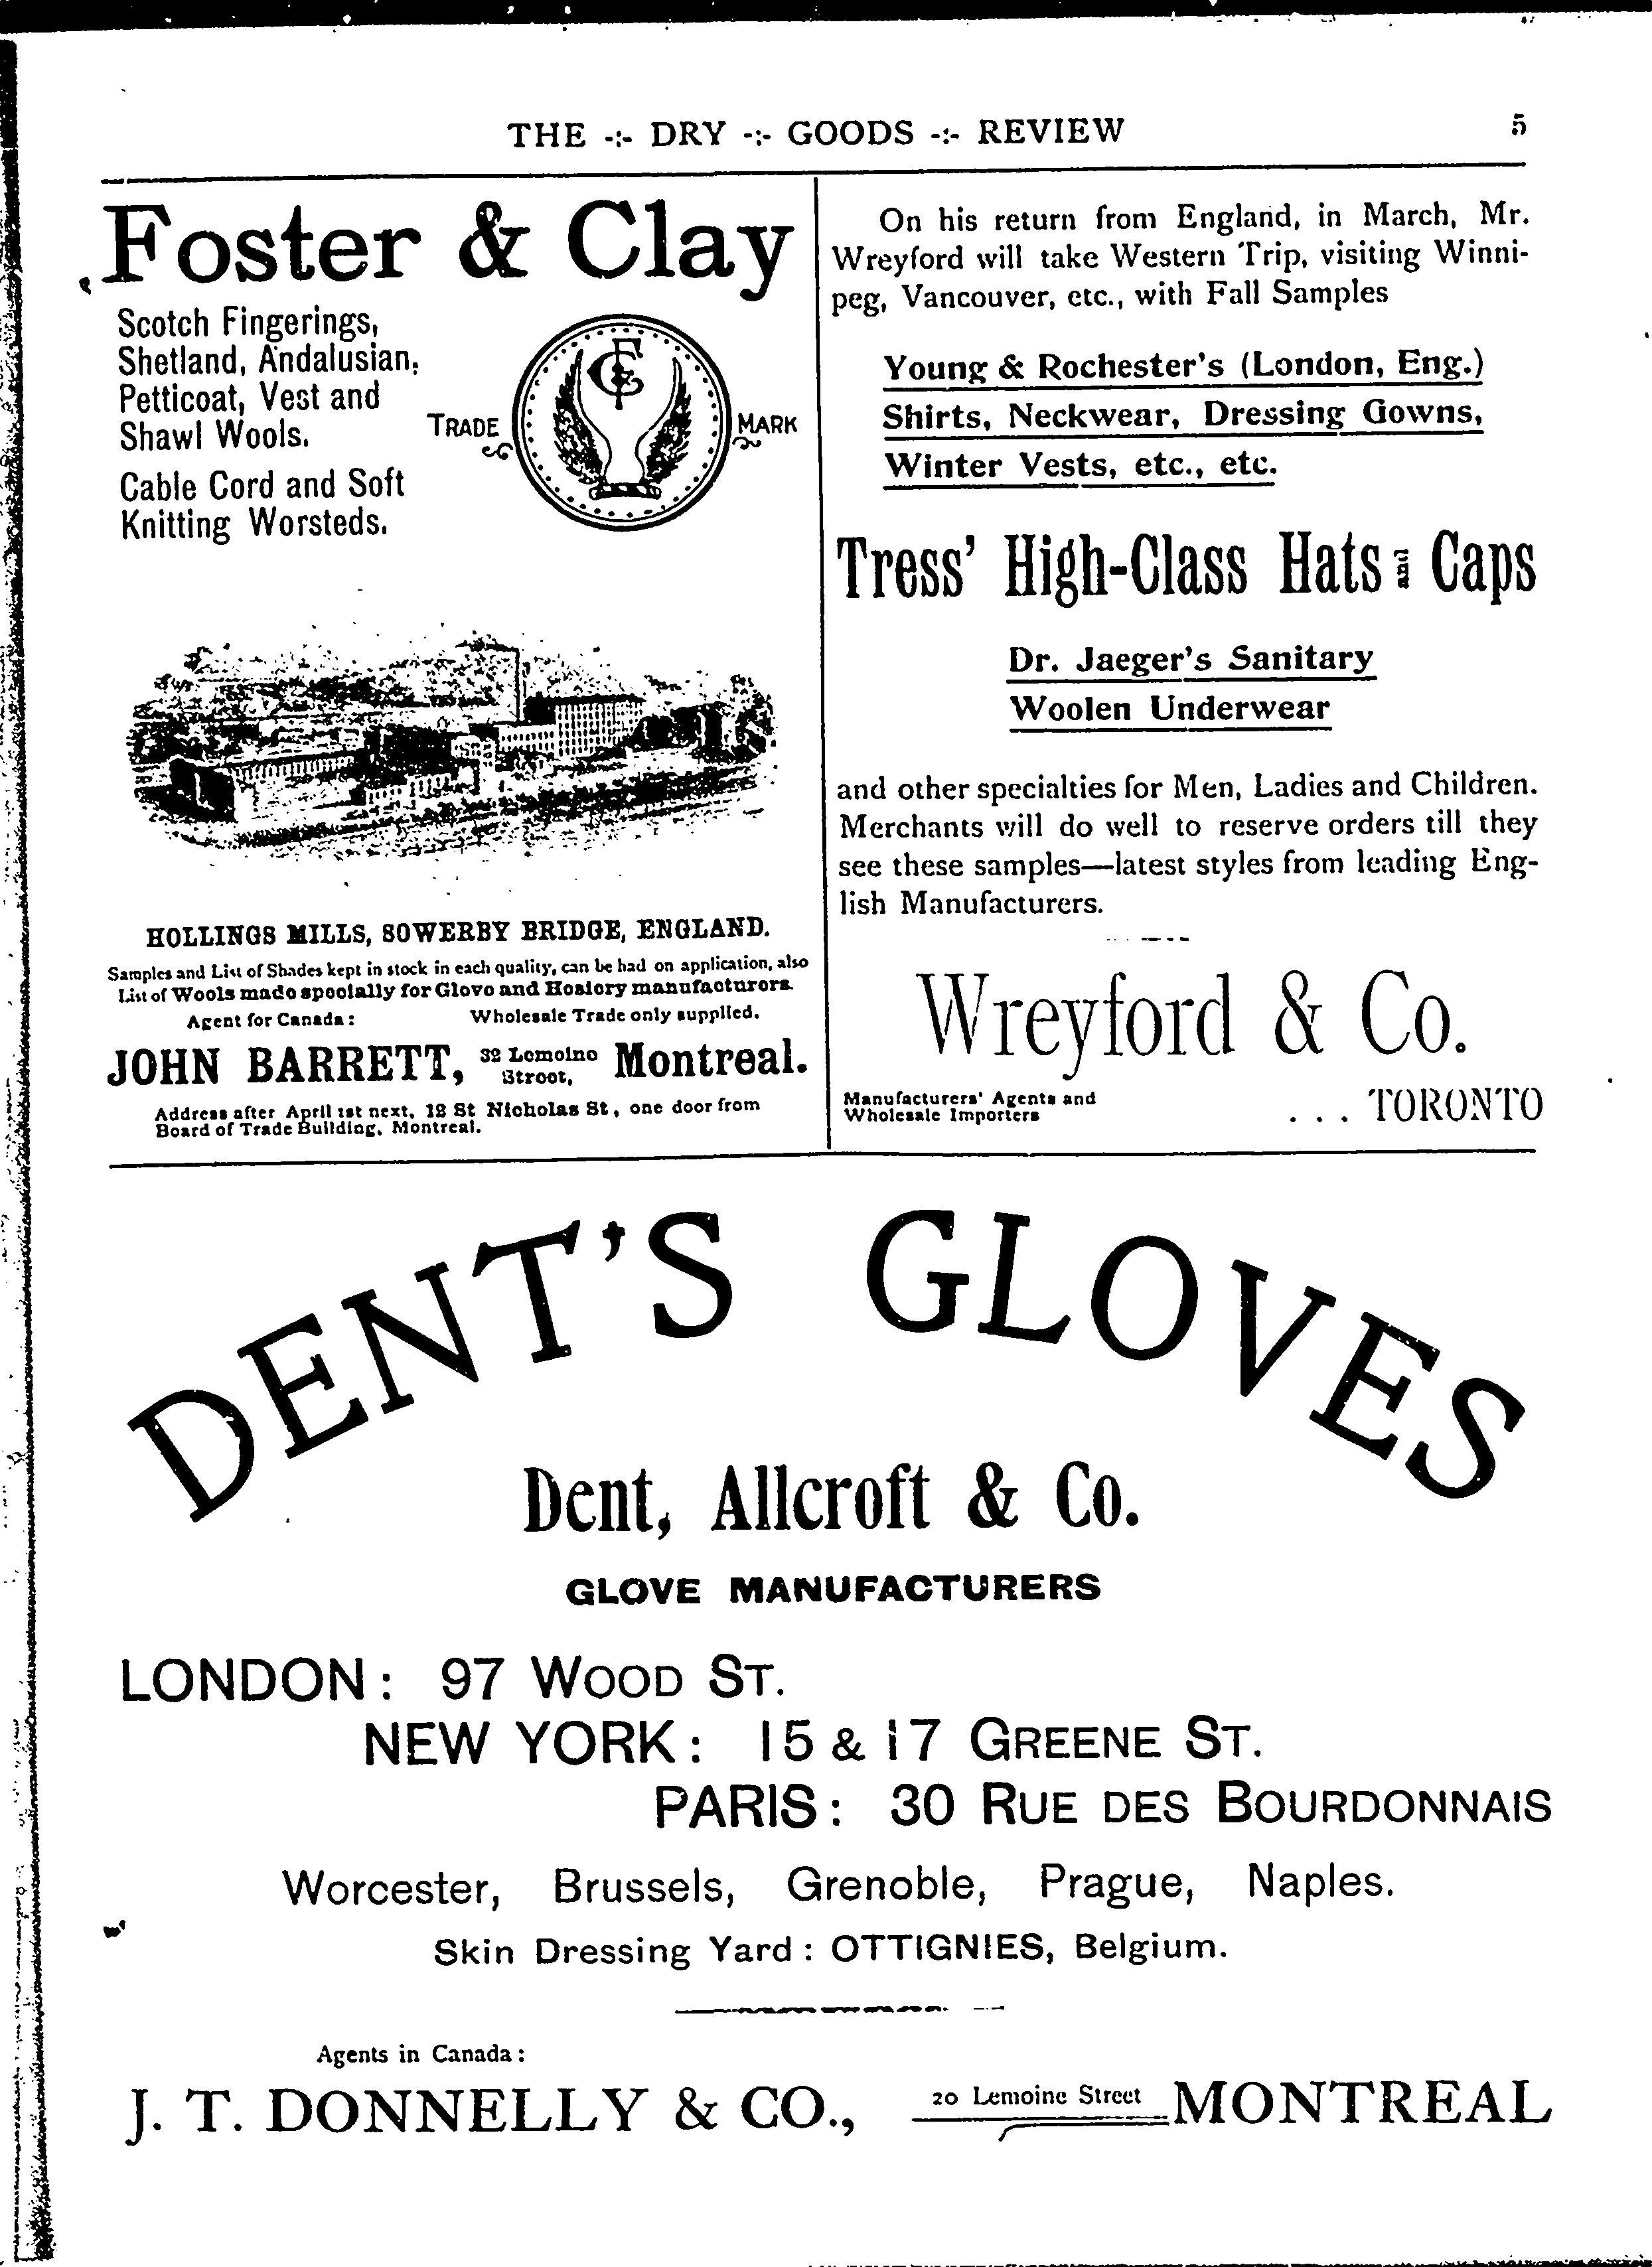 THE -:- DRY -:- GOODS -:- REVIEW 5
Foster & Clay
Scotch Fingerings,
Shetland, Andalusian,
Petticoat, Vest and
Shawl Wools.
Cable Cord and Soft
Knitting Worsteds.
TRADE MARK
HOLLINGS MILLS, SOWERBY BRIDGE, ENGLAND.
Samples and List of Shades kept in stock in each quality, can be had on application, also
List of Wools made specially for Glove and Hosiery manufacturers.
Agent for Canada: Wholesale Trade only supplied.
JOHN BARRETT, 32 Lemoine Street, Montreal.
Address after April 1st next, 12 St Nicholas St, one door from
Board of Trade Building, Montreal.
On his return from England, in March, Mr.
Wreyford will take Western Trip, visiting Winni-
peg, Vancouver, etc., with Fall Samples
Young & Rochester's (London, Eng.)
Shirts, Neckwear, Dressing Gowns,
Winter Vests, etc., etc.
Tress' High-Class Hats and Caps
Dr. Jaeger's Sanitary
Woolen Underwear
and other specialties for Men, Ladies and Children.
Merchants will do well to reserve orders till they
see these samples—latest styles from leading Eng-
lish Manufacturers.
Wreyford & Co.
Manufacturers' Agents and
Wholesale Importers
. . . TORONTO
DENT'S GLOVES
Dent, Allcroft & Co.
GLOVE MANUFACTURERS
LONDON: 97 WOOD ST.
NEW YORK: 15 & 17 GREENE ST.
PARIS: 30 RUE DES BOURDONNAIS
Worcester, Brussels, Grenoble, Prague, Naples.
Skin Dressing Yard: OTTIGNIES, Belgium.
Agents in Canada:
J. T. DONNELLY & CO., 20 Lemoine Street MONTREAL